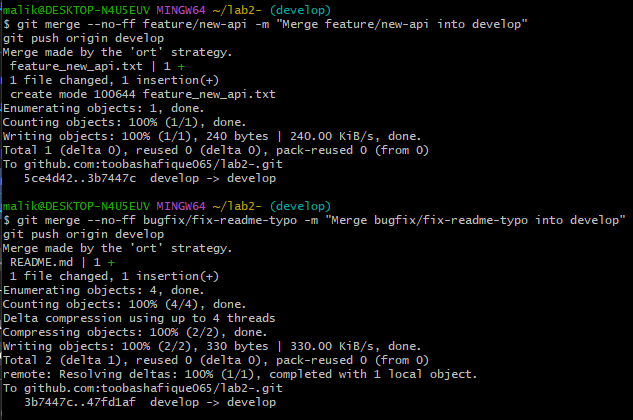 malik@DESKTOP-N4U5EUV MINGW64 ~/lab2- (develop)
$ git merge --no-ff feature/new-api -m "Merge feature/new-api into develop"
git push origin develop
Merge made by the 'ort' strategy.
 feature_new_api.txt | 1 +
 1 file changed, 1 insertion(+)
 create mode 100644 feature_new_api.txt
Enumerating objects: 1, done.
Counting objects: 100% (1/1), done.
Writing objects: 100% (1/1), 240 bytes | 240.00 KiB/s, done.
Total 1 (delta 0), reused 0 (delta 0), pack-reused 0 (from 0)
To github.com:toobashafique065/lab2-.git
   5ce4d42..3b7447c  develop -> develop

malik@DESKTOP-N4U5EUV MINGW64 ~/lab2- (develop)
$ git merge --no-ff bugfix/fix-readme-typo -m "Merge bugfix/fix-readme-typo into develop"
git push origin develop
Merge made by the 'ort' strategy.
 README.md | 1 +
 1 file changed, 1 insertion(+)
Enumerating objects: 4, done.
Counting objects: 100% (4/4), done.
Delta compression using up to 4 threads
Compressing objects: 100% (2/2), done.
Writing objects: 100% (2/2), 330 bytes | 330.00 KiB/s, done.
Total 2 (delta 1), reused 0 (delta 0), pack-reused 0 (from 0)
remote: Resolving deltas: 100% (1/1), completed with 1 local object.
To github.com:toobashafique065/lab2-.git
   3b7447c..47fd1af  develop -> develop